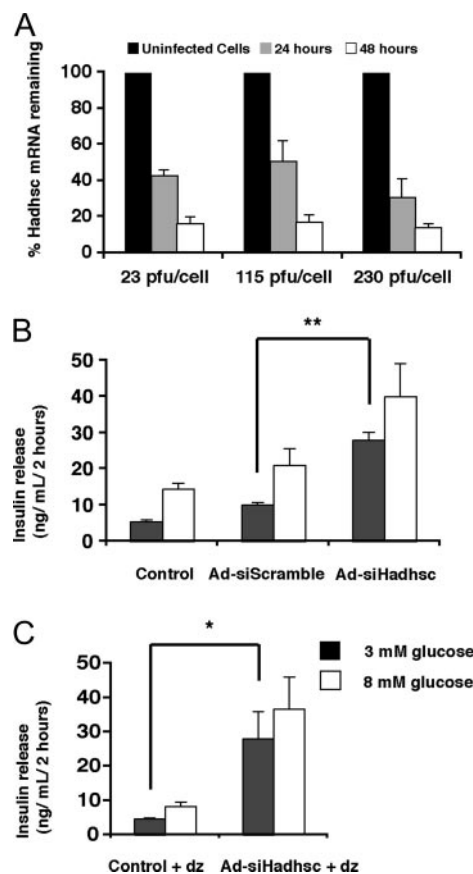 A
Uninfected Cells 24 hours 48 hours
% Hadhsc mRNA remaining
100
80
60
40
20
0
23 pfu/cell 115 pfu/cell 230 pfu/cell
B
**
Insulin release
(ng/ mL/ 2 hours)
50
40
30
20
10
0
Control Ad-siScramble Ad-siHadhsc
C
*
3 mM glucose
8 mM glucose
Insulin release
(ng/ mL/ 2 hours)
50
40
30
20
10
0
Control + dz Ad-siHadhsc + dz